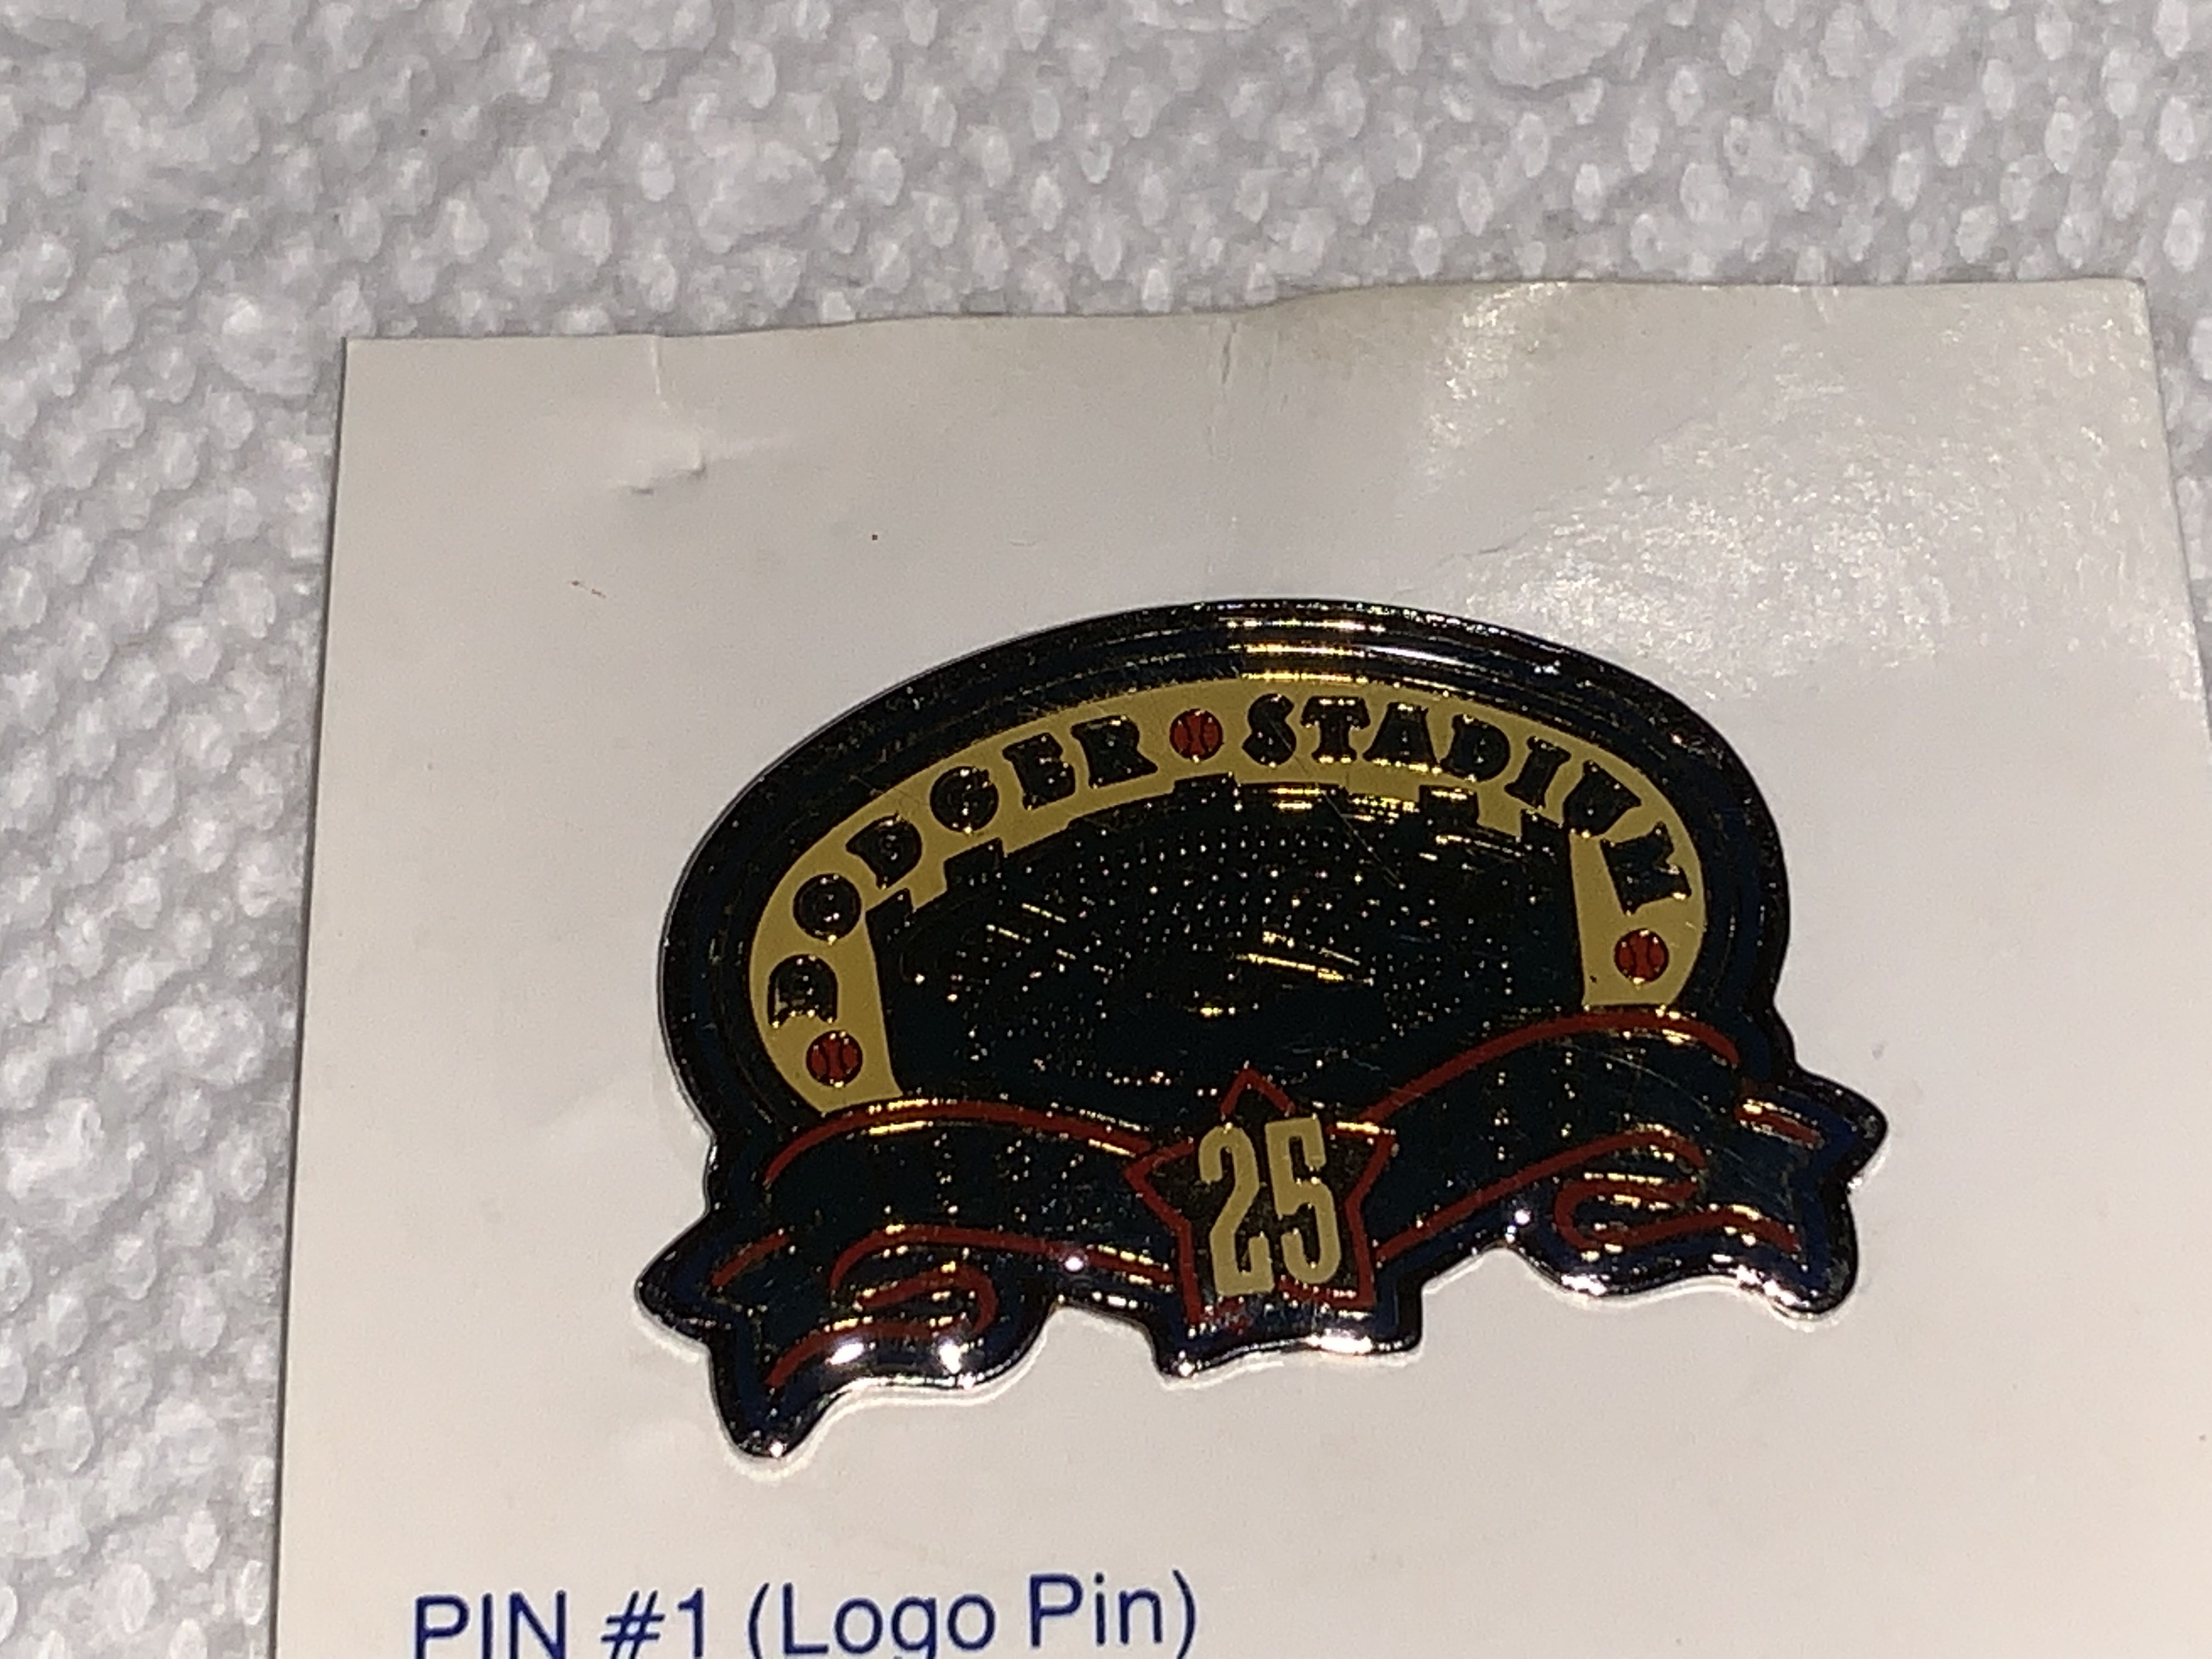 DODGER STADIUM
25
PIN #1 (Logo Pin)